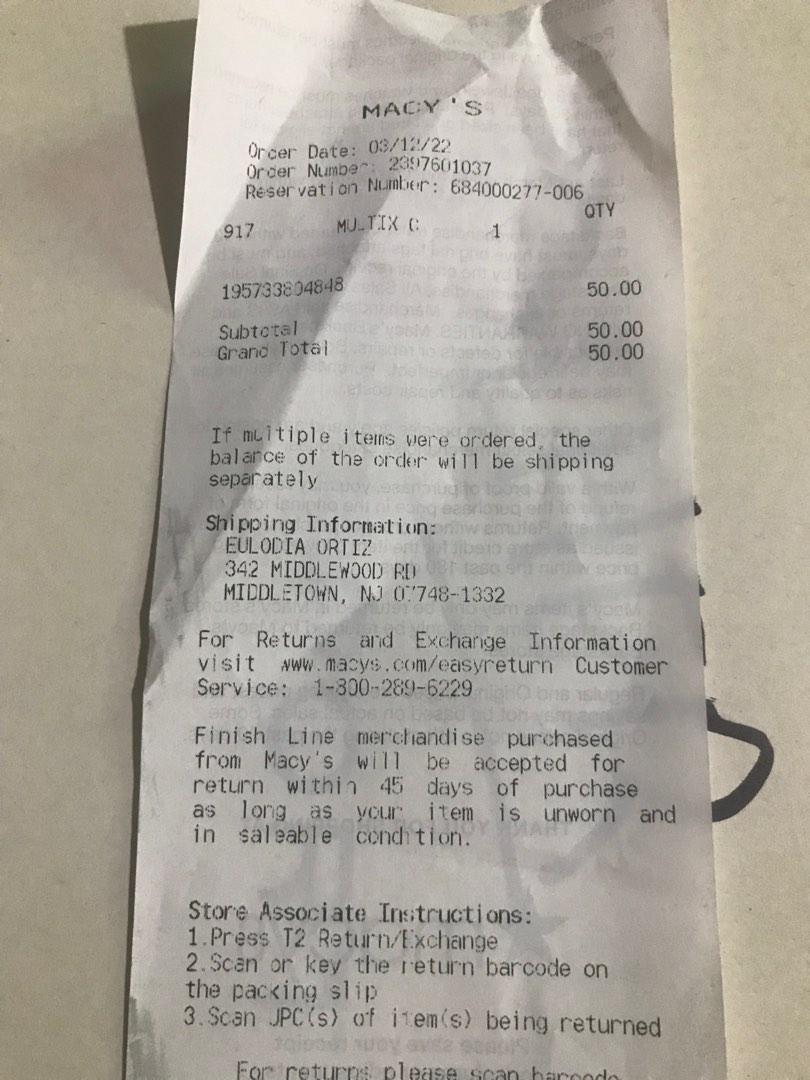 MACY'S
Order Date: 03/12/22
Order Number: 2397601037
Reservation Number: 684000277-006
QTY
917 MULTIX C 1
195733804848 50.00
Subtotal 50.00
Grand Total 50.00
If multiple items were ordered, the
balance of the order will be shipping
separately
Shipping Information:
EULODIA ORTIZ
342 MIDDLEWOOD RD
MIDDLETOWN, NJ 07748-1332
For Returns and Exchange Information
visit www.macys.com/easyreturn Customer
Service: 1-800-289-6229
Finish Line merchandise purchased
from Macy's will be accepted for
return within 45 days of purchase
as long as your item is unworn and
in saleable condition.
Store Associate Instructions:
1.Press T2 Return/Exchange
2.Scan or key the return barcode on
the packing slip
3.Scan UPC(s) of item(s) being returned
For returns please scan barcode